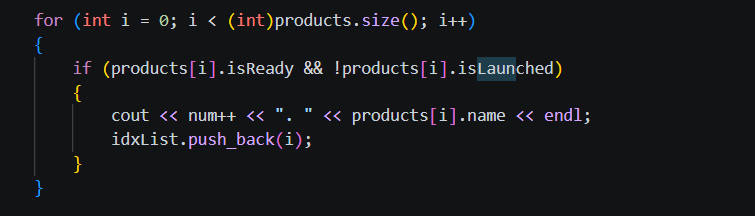 for (int i = 0; i < (int)products.size(); i++)
{
    if (products[i].isReady && !products[i].isLaunched)
    {
        cout << num++ << ". " << products[i].name << endl;
        idxList.push_back(i);
    }
}